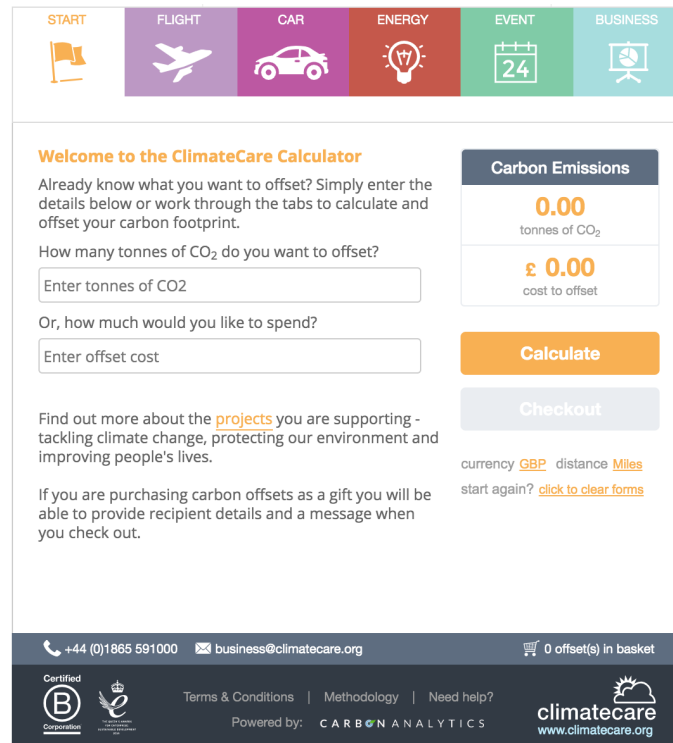 START FLIGHT CAR ENERGY EVENT BUSINESS
24
Welcome to the ClimateCare Calculator
Already know what you want to offset? Simply enter the
details below or work through the tabs to calculate and
offset your carbon footprint.
How many tonnes of CO2 do you want to offset?
Enter tonnes of CO2
Or, how much would you like to spend?
Enter offset cost
Find out more about the projects you are supporting -
tackling climate change, protecting our environment and
improving people's lives.
If you are purchasing carbon offsets as a gift you will be
able to provide recipient details and a message when
you check out.
Carbon Emissions
0.00
tonnes of CO2
£ 0.00
cost to offset
Calculate
Checkout
currency GBP distance Miles
start again? click to clear forms
+44 (0)1865 591000 business@climatecare.org 0 offset(s) in basket
Certified
B
Corporation
Terms & Conditions | Methodology | Need help?
Powered by: CARBON ANALYTICS
climatecare
www.climatecare.org